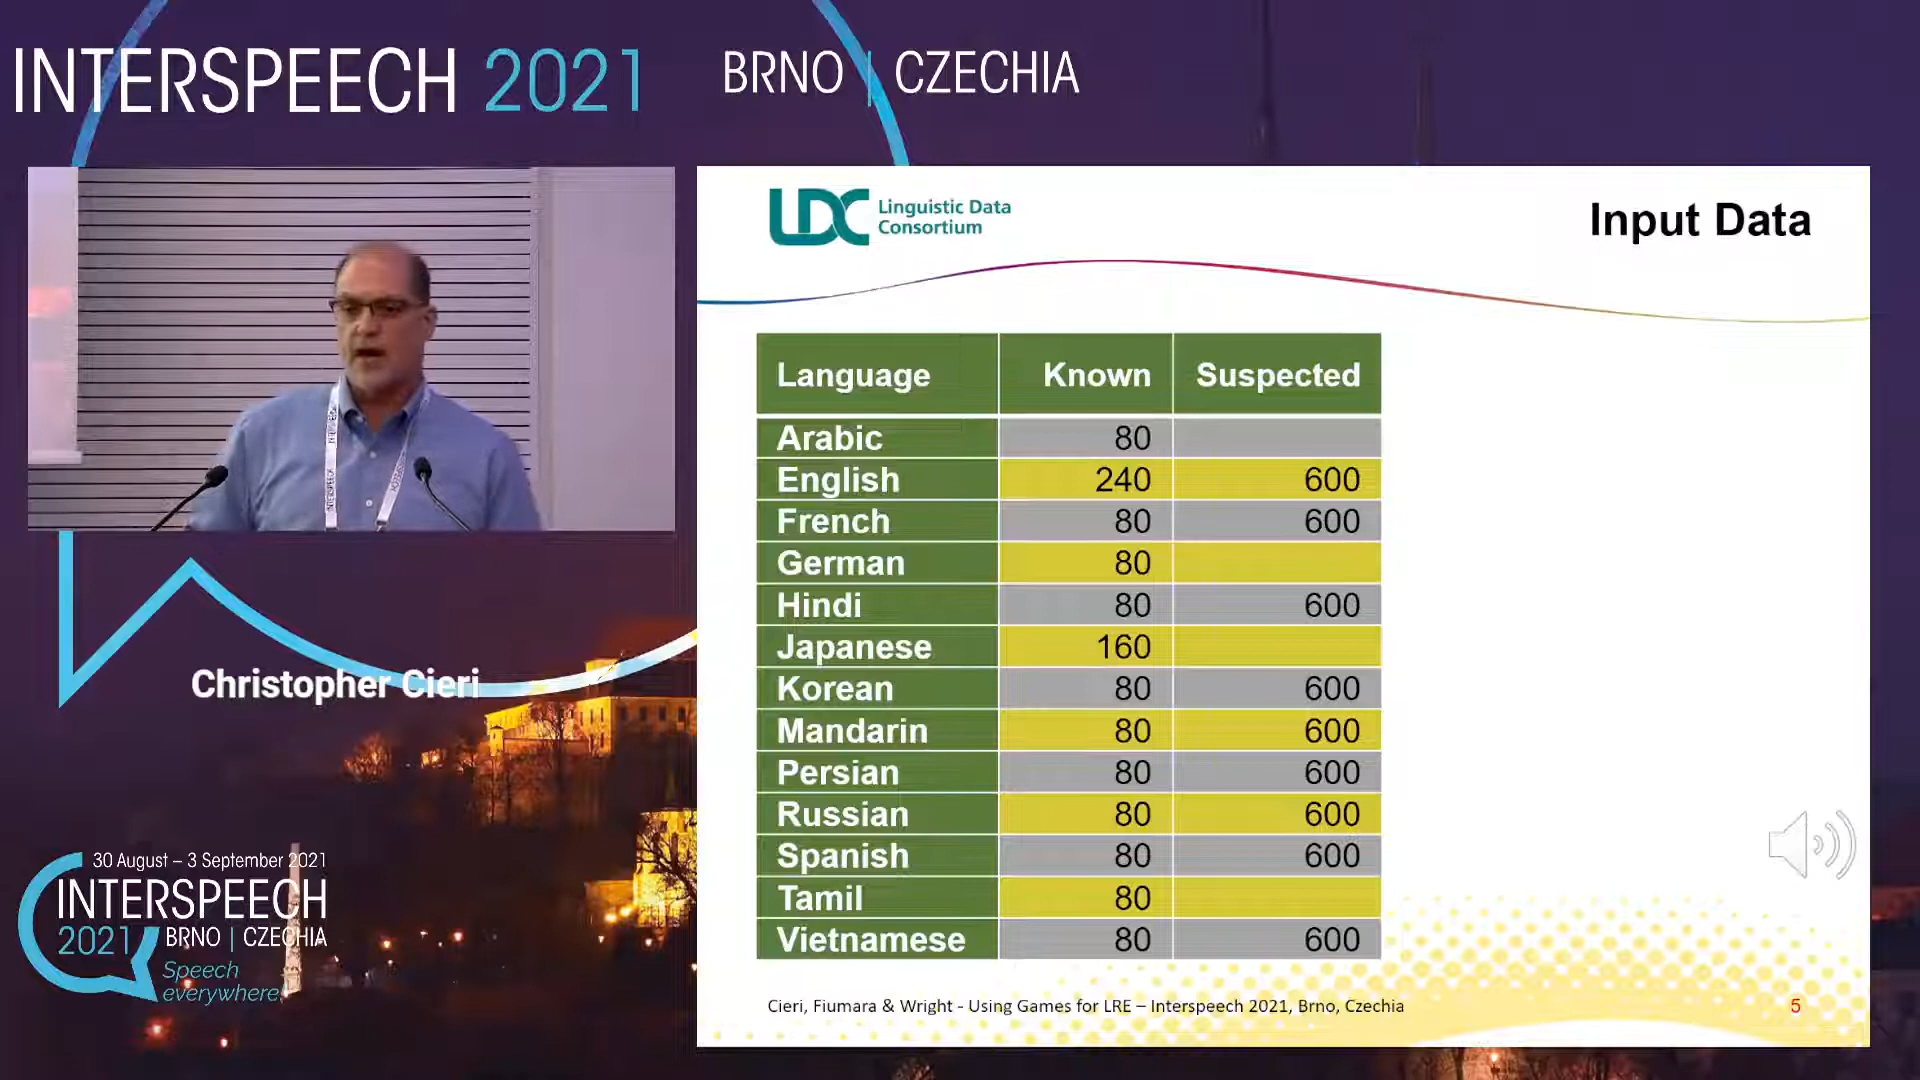 INTERSPEECH 2021
BRNO | CZECHIA
LDC Linguistic Data
Consortium
Input Data
Language Known Suspected
Arabic 80
English 240 600
French 80 600
German 80
Hindi 80 600
Japanese 160
Korean 80 600
Mandarin 80 600
Persian 80 600
Russian 80 600
Spanish 80 600
Tamil 80
Vietnamese 80 600
Cieri, Fiumara & Wright - Using Games for LRE – Interspeech 2021, Brno, Czechia
5
Christopher Cieri
30 August – 3 September 2021
INTERSPEECH
2021 BRNO | CZECHIA
Speech
everywhere!